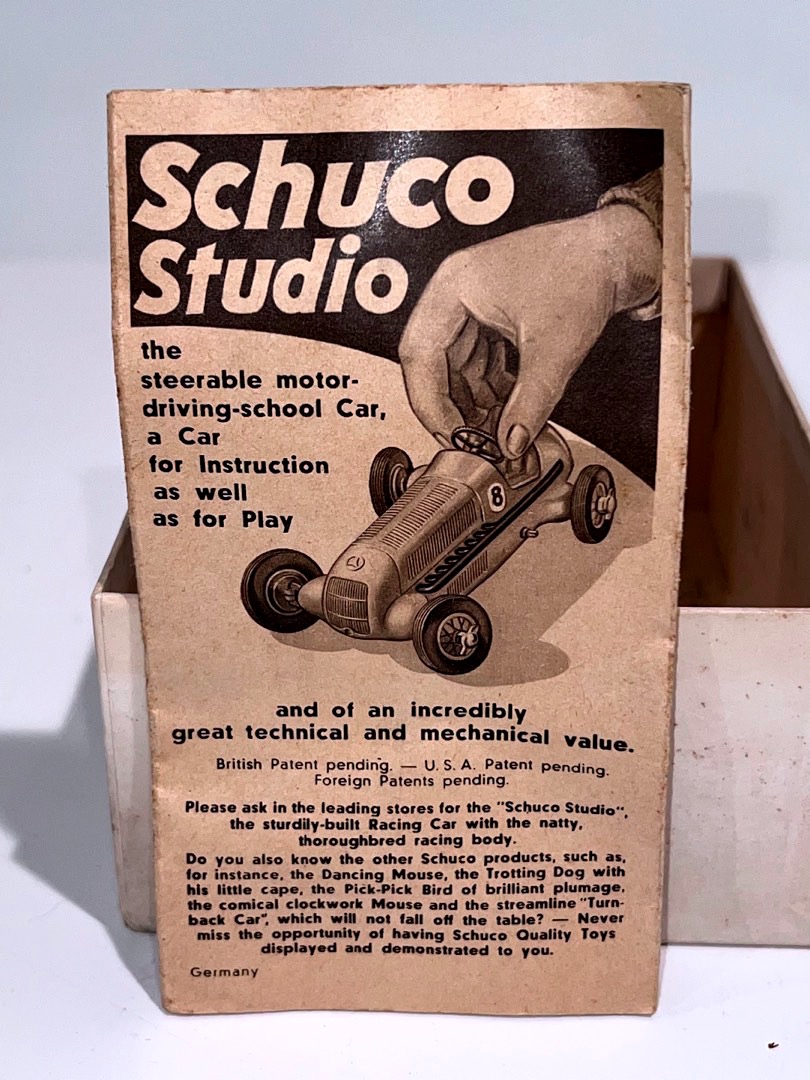 Schuco
Studio
the
steerable motor-
driving-school Car,
a Car
for Instruction
as well
as for Play
8
and of an incredibly
great technical and mechanical value.
British Patent pending. — U. S. A. Patent pending.
Foreign Patents pending.
Please ask in the leading stores for the "Schuco Studio",
the sturdily-built Racing Car with the natty,
thoroughbred racing body.
Do you also know the other Schuco products, such as,
for instance, the Dancing Mouse, the Trotting Dog with
his little cape, the Pick-Pick Bird of brilliant plumage,
the comical clockwork Mouse and the streamline "Turn-
back Car", which will not fall off the table? — Never
miss the opportunity of having Schuco Quality Toys
displayed and demonstrated to you.
Germany